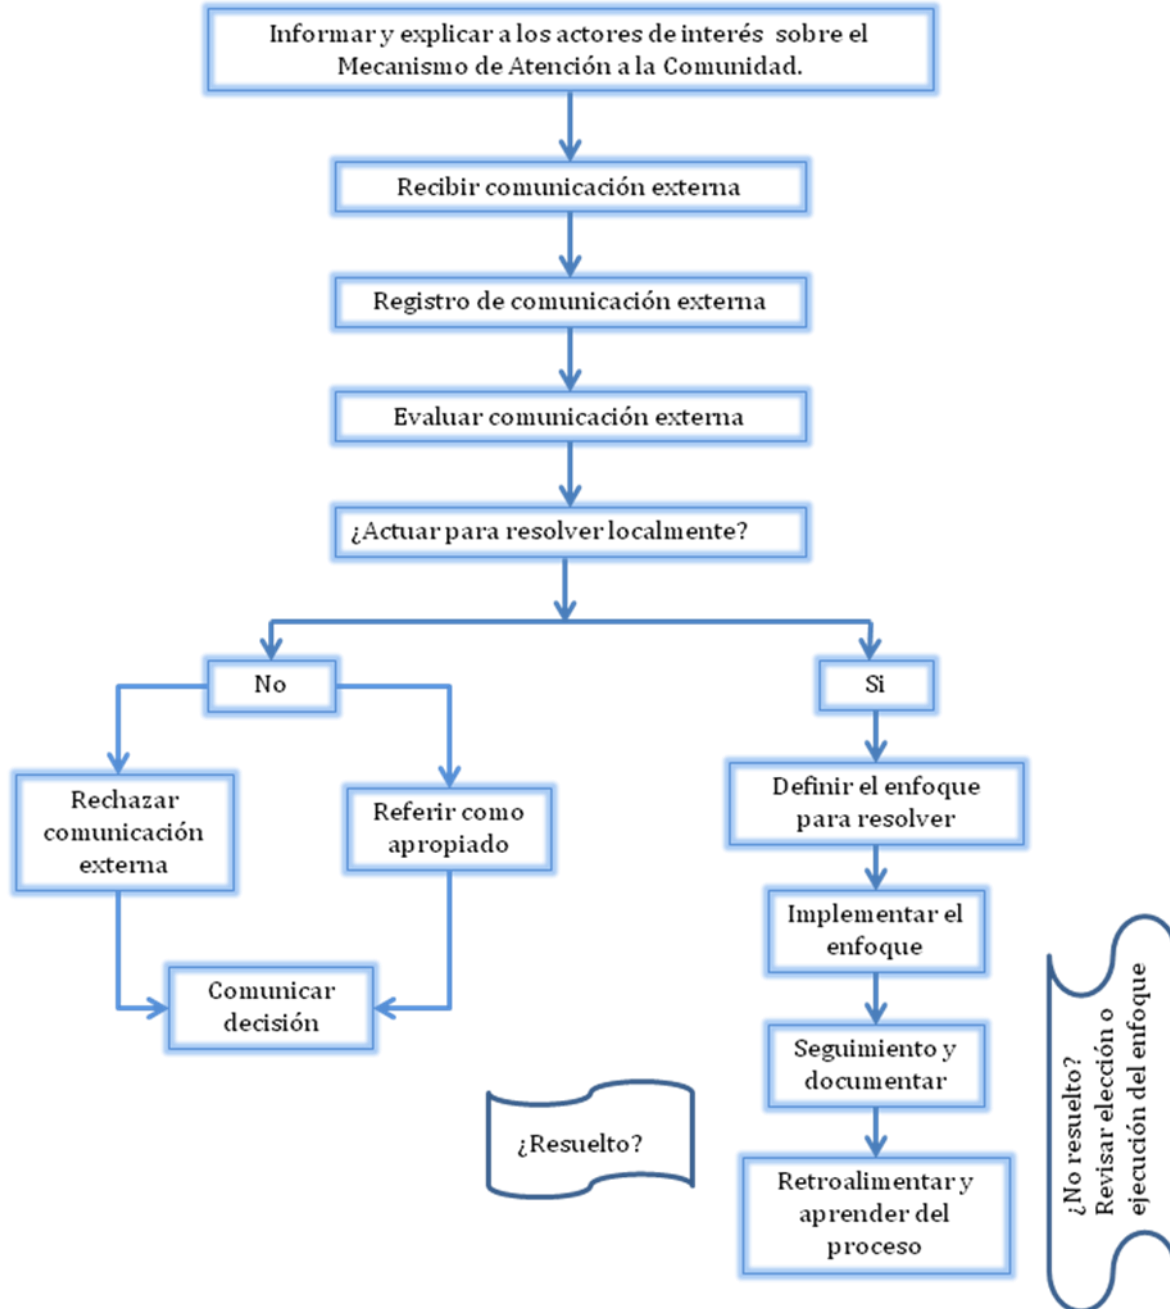 Informar y explicar a los actores de interés sobre el
Mecanismo de Atención a la Comunidad.
Recibir comunicación externa
Registro de comunicación externa
Evaluar comunicación externa
¿Actuar para resolver localmente?
No
Si
Rechazar
comunicación
externa
Referir como
apropiado
Comunicar
decisión
Definir el enfoque
para resolver
Implementar el
enfoque
Seguimiento y
documentar
Retroalimentar y
aprender del
proceso
¿Resuelto?
¿No resuelto?
Revisar elección o
ejecución del enfoque